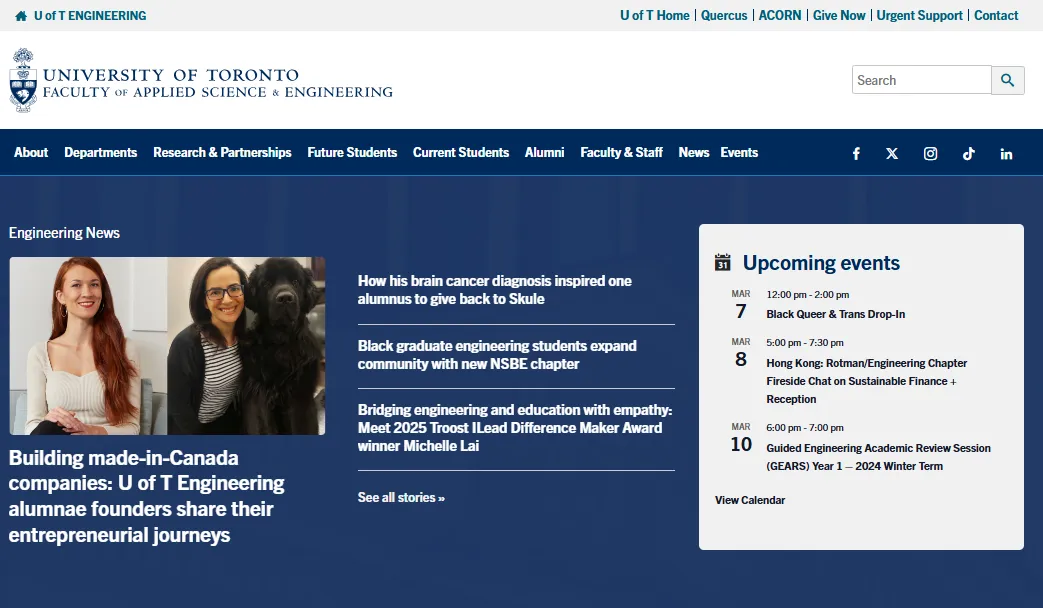 U of T ENGINEERING
U of T Home | Quercus | ACORN | Give Now | Urgent Support | Contact
UNIVERSITY OF TORONTO
FACULTY OF APPLIED SCIENCE & ENGINEERING
Search
About Departments Research & Partnerships Future Students Current Students Alumni Faculty & Staff News Events
Engineering News
Building made-in-Canada
companies: U of T Engineering
alumnae founders share their
entrepreneurial journeys
How his brain cancer diagnosis inspired one
alumnus to give back to Skule
Black graduate engineering students expand
community with new NSBE chapter
Bridging engineering and education with empathy:
Meet 2025 Troost ILead Difference Maker Award
winner Michelle Lai
See all stories »
31 Upcoming events
MAR 12:00 pm - 2:00 pm
7 Black Queer & Trans Drop-In
MAR 5:00 pm - 7:30 pm
8 Hong Kong: Rotman/Engineering Chapter
Fireside Chat on Sustainable Finance +
Reception
MAR 6:00 pm - 7:00 pm
10 Guided Engineering Academic Review Session
(GEARS) Year 1 — 2024 Winter Term
View Calendar